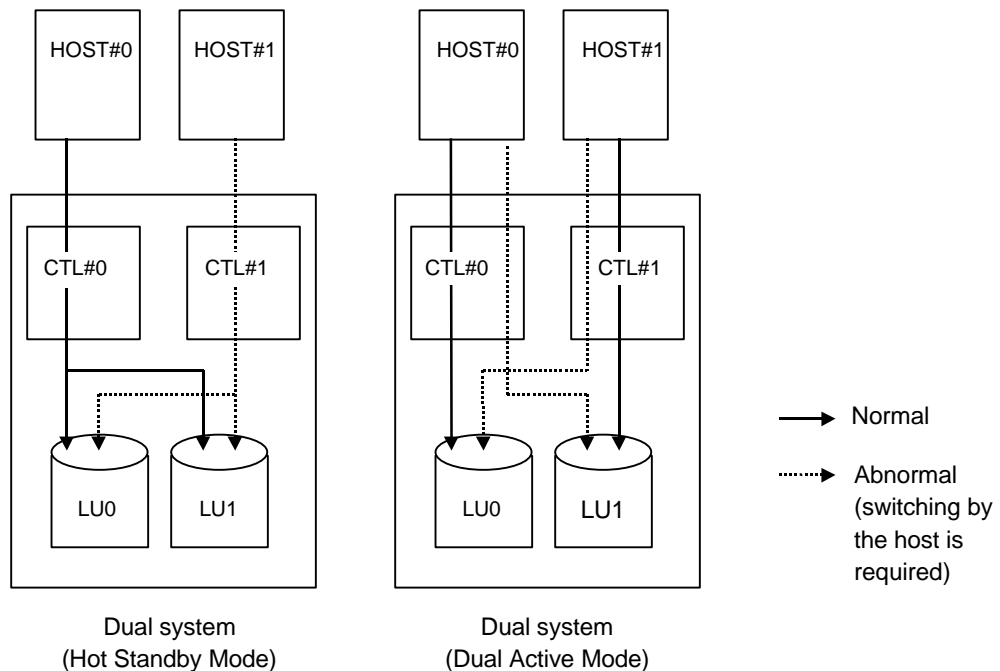 HOST#0
HOST#1
CTL#0
CTL#1
LU0
LU1
Dual system
(Hot Standby Mode)
HOST#0
HOST#1
CTL#0
CTL#1
LU0
LU1
Dual system
(Dual Active Mode)
Normal
Abnormal
(switching by
the host is
required)